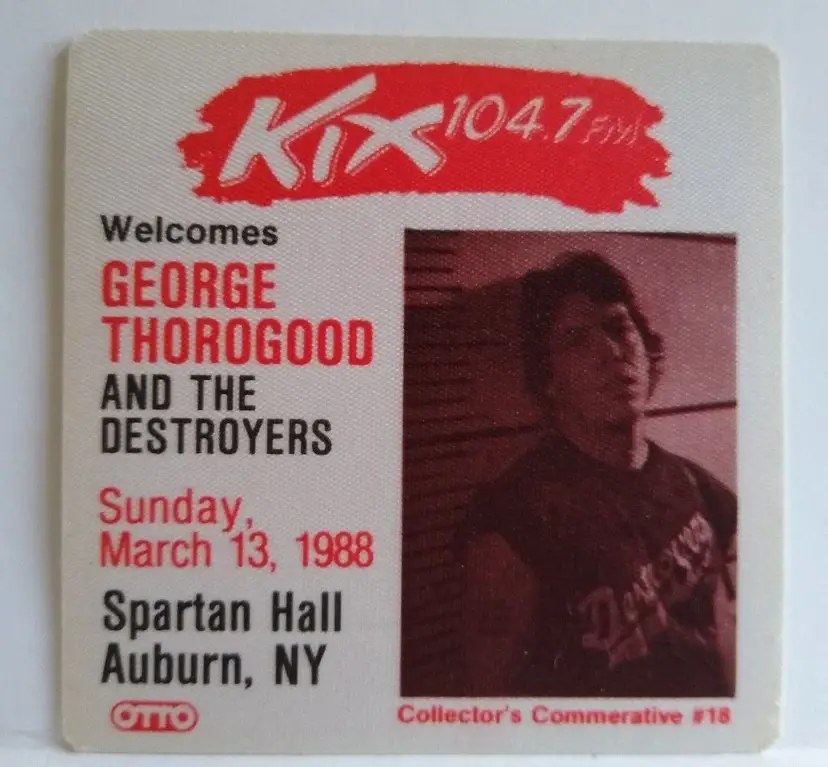 Kix 104.7 FM
Welcomes
GEORGE
THOROGOOD
AND THE
DESTROYERS
Sunday,
March 13, 1988
Spartan Hall
Auburn, NY
OTTO
Destroyers
Collector's Commerative #18